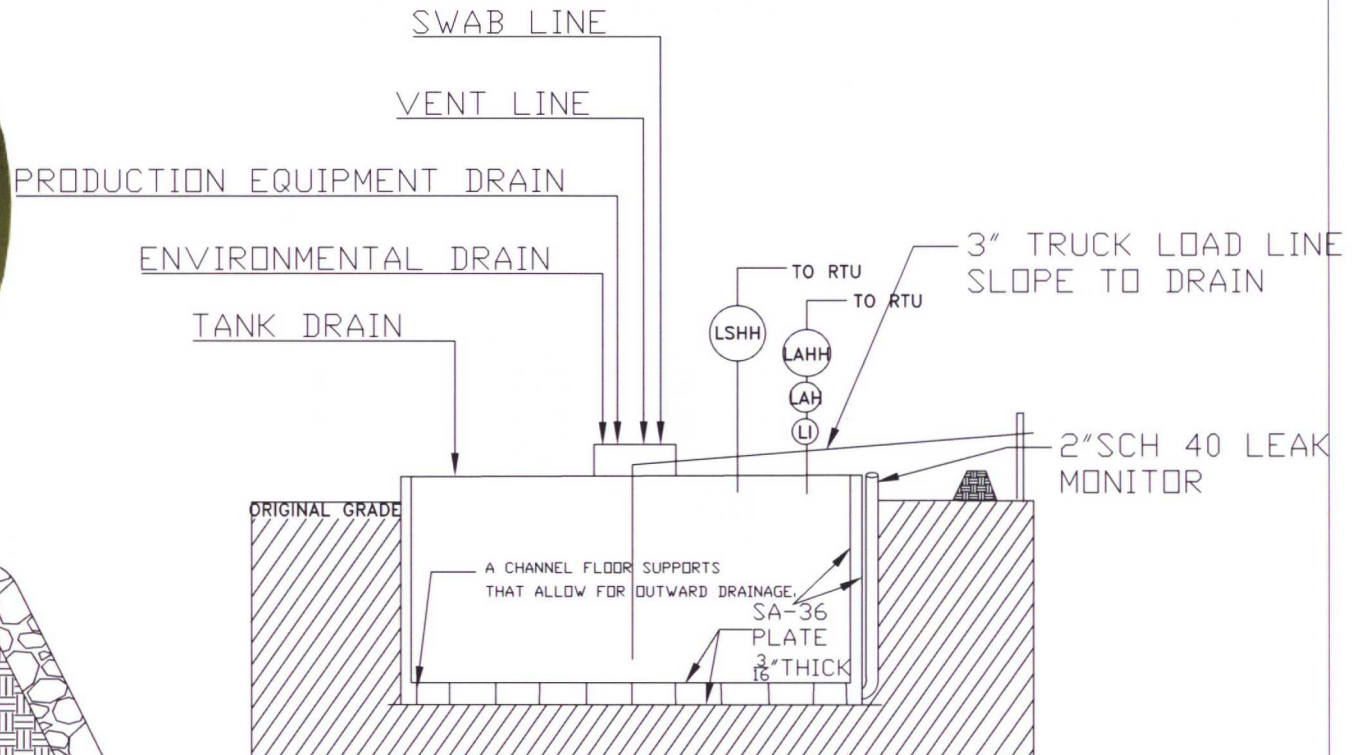 SWAB LINE
VENT LINE
PRODUCTION EQUIPMENT DRAIN
ENVIRONMENTAL DRAIN
TANK DRAIN
TO RTU
TO RTU
3" TRUCK LOAD LINE
SLOPE TO DRAIN
LSHH
LAHH
LAH
LI
2"SCH 40 LEAK
MONITOR
ORIGINAL GRADE
A CHANNEL FLOOR SUPPORTS
THAT ALLOW FOR OUTWARD DRAINAGE.
SA-36
PLATE
3/16" THICK